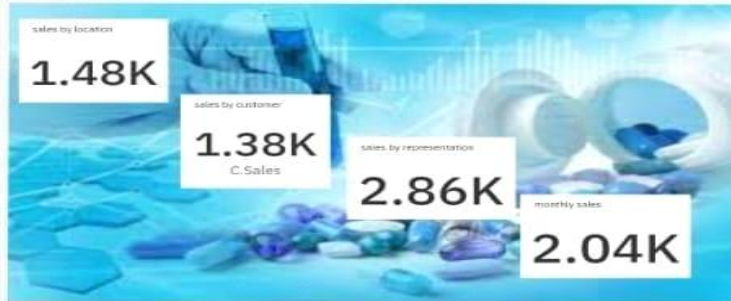 sales by location
1.48K
sales by customer
1.38K
C.Sales
sales by representation
2.86K
monthly sales
2.04K